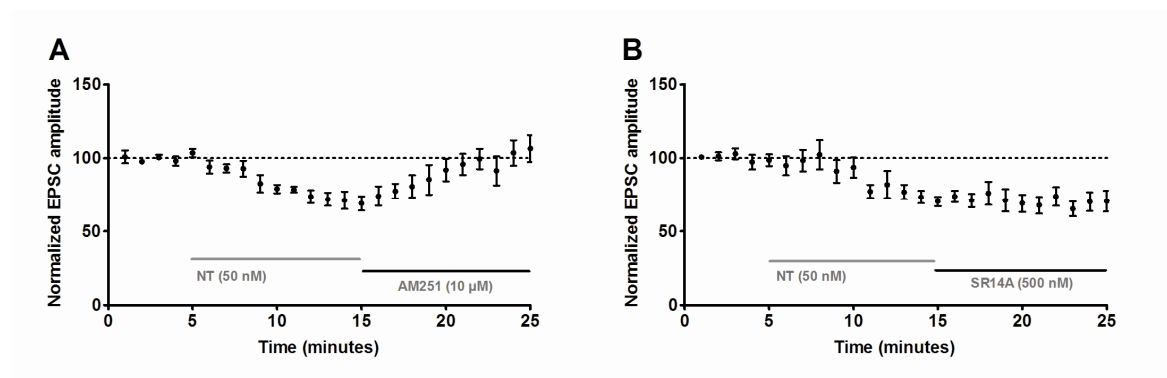 A
Normalized EPSC amplitude
150
100
50
0
NT (50 nM)
AM251 (10 µM)
0 5 10 15 20 25
Time (minutes)
B
Normalized EPSC amplitude
150
100
50
0
NT (50 nM)
SR14A (500 nM)
0 5 10 15 20 25
Time (minutes)